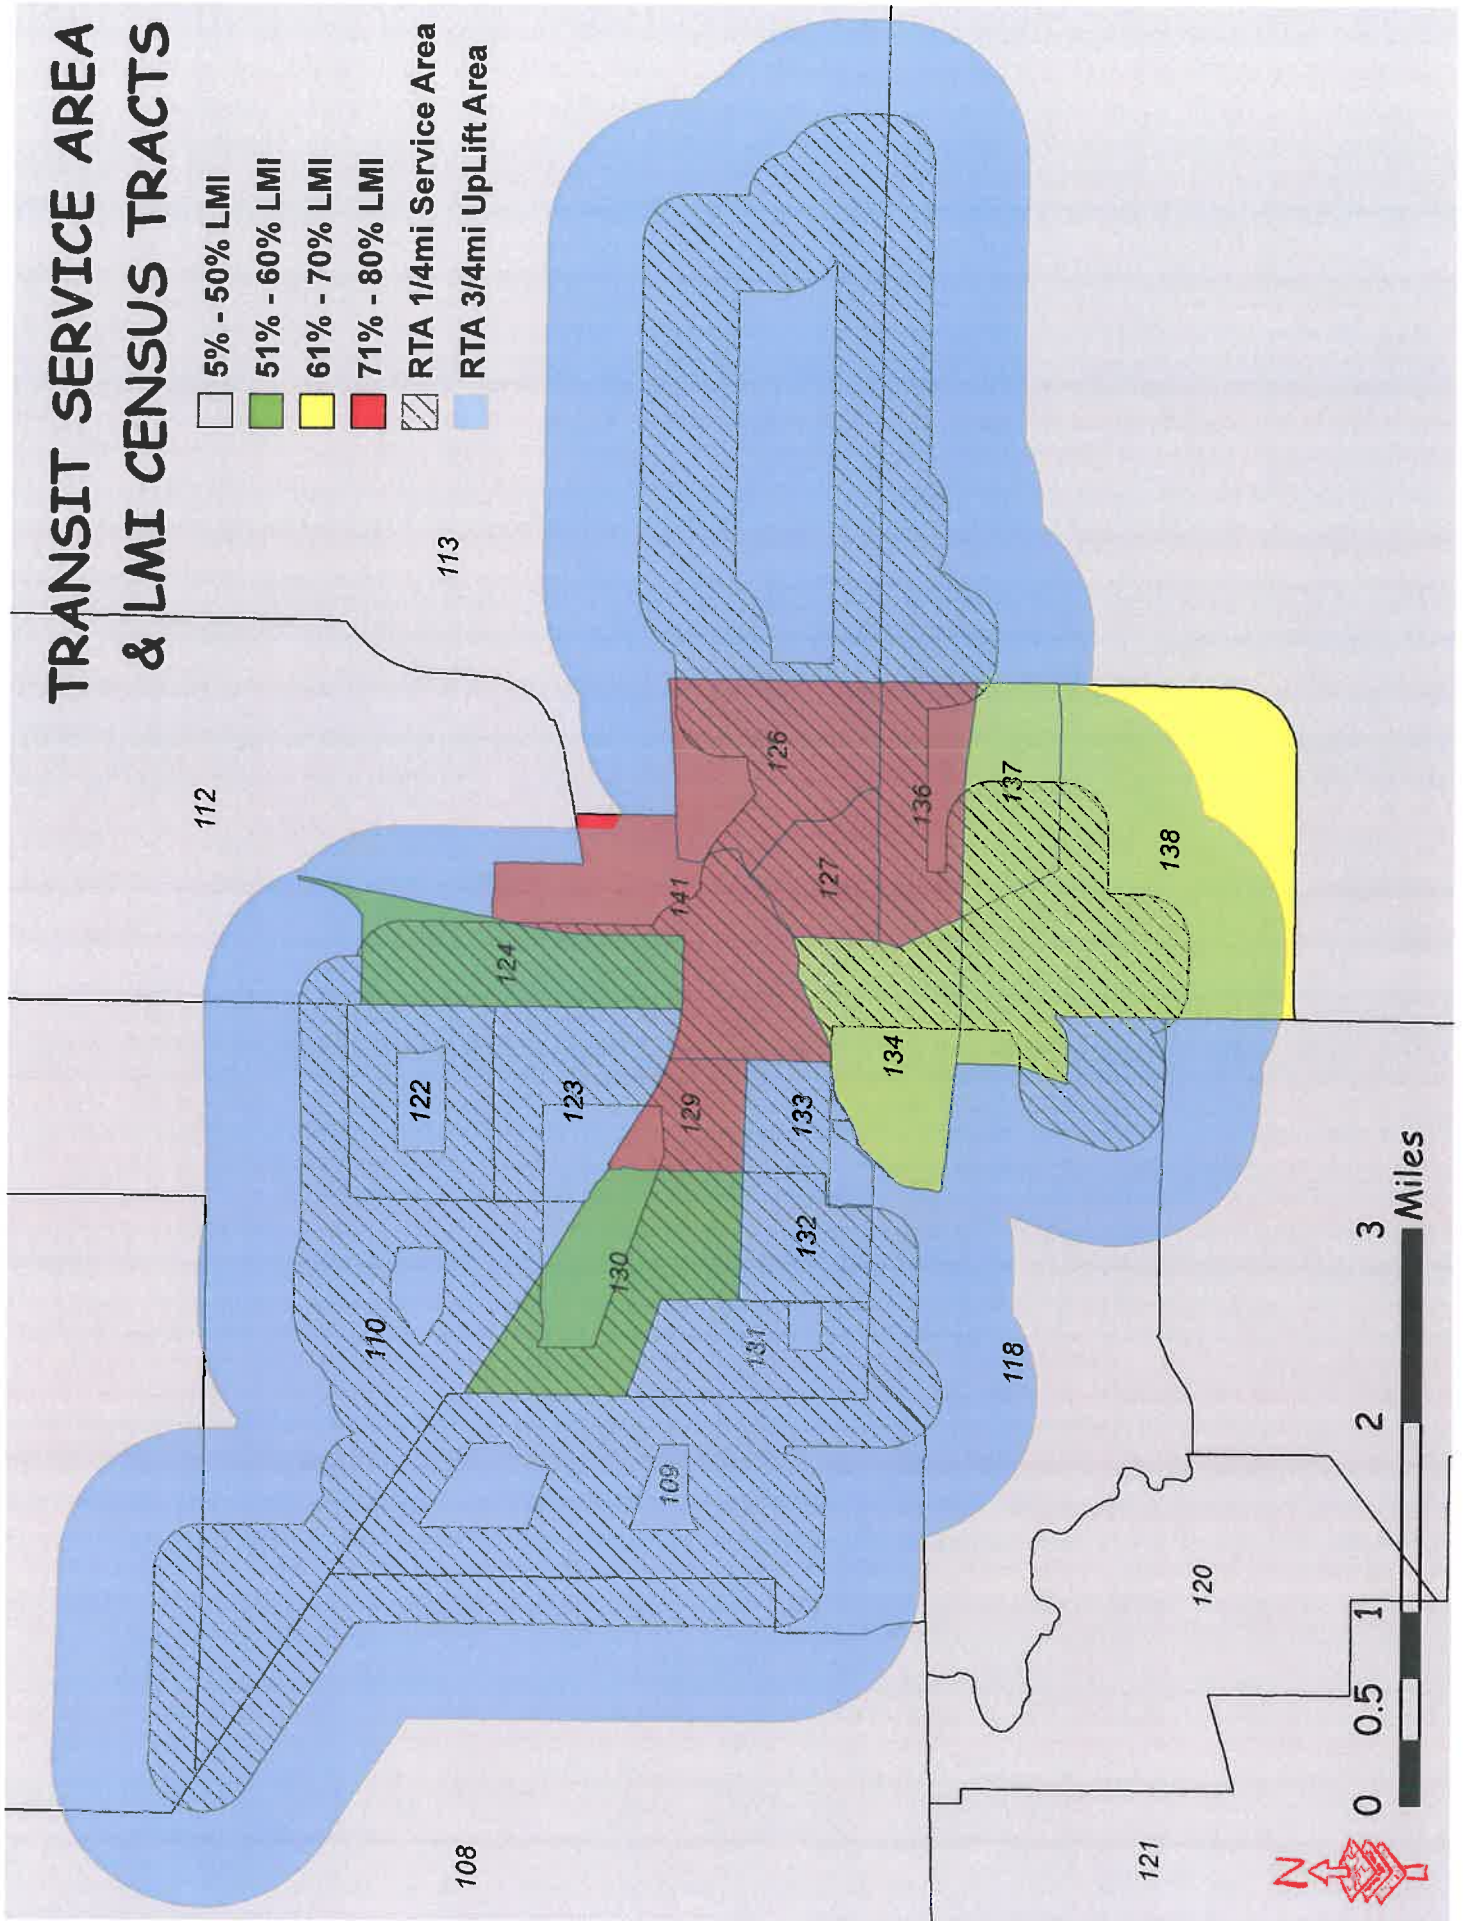 TRANSIT SERVICE AREA
& LMI CENSUS TRACTS
5% - 50% LMI
51% - 60% LMI
61% - 70% LMI
71% - 80% LMI
RTA 1/4mi Service Area
RTA 3/4mi UpLift Area
112
113
124
141
126
122
123
127
136
137
110
129
138
130
133
134
132
131
109
118
108
120
121
N
0 0.5 1 2 3
Miles